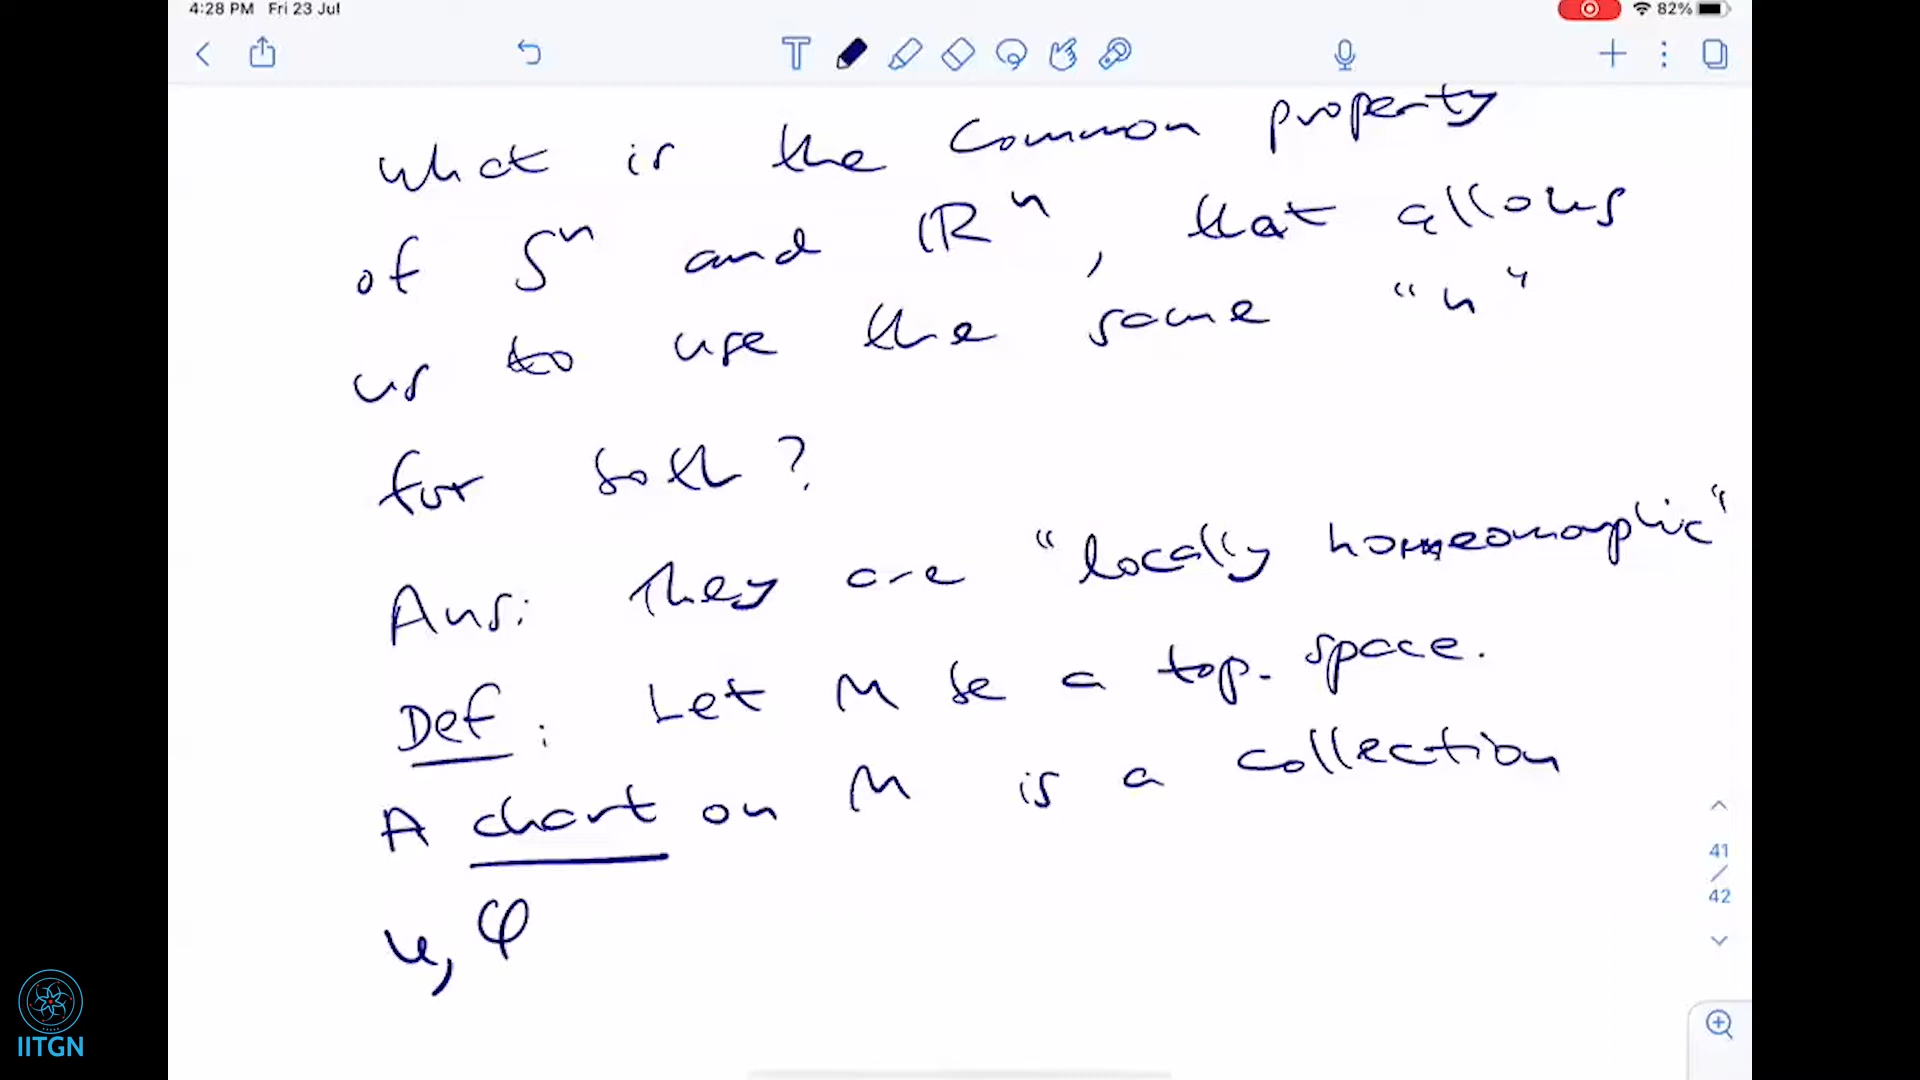 4:28 PM Fri 23 Jul 82%
T
What is the common property
of Sⁿ and ℝⁿ, that allows
us to use the same "n"
for both?
Ans: They are "locally homeomorphic"
Def: Let M be a top. space.
A chart on M is a collection
41
/
42
u, φ
IITGN